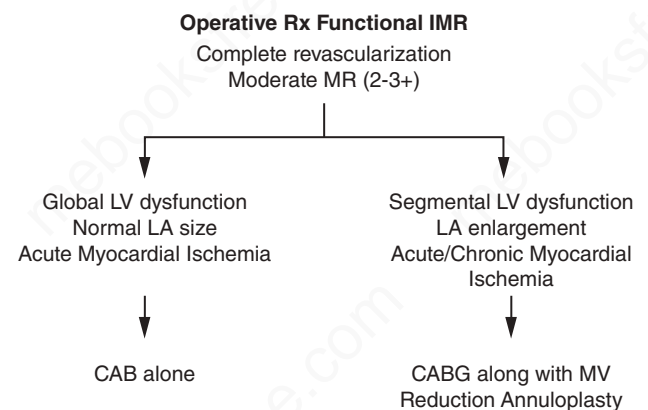 Operative Rx Functional IMR
Complete revascularization
Moderate MR (2-3+)
Global LV dysfunction
Normal LA size
Acute Myocardial Ischemia
Segmental LV dysfunction
LA enlargement
Acute/Chronic Myocardial
Ischemia
CAB alone
CABG along with MV
Reduction Annuloplasty